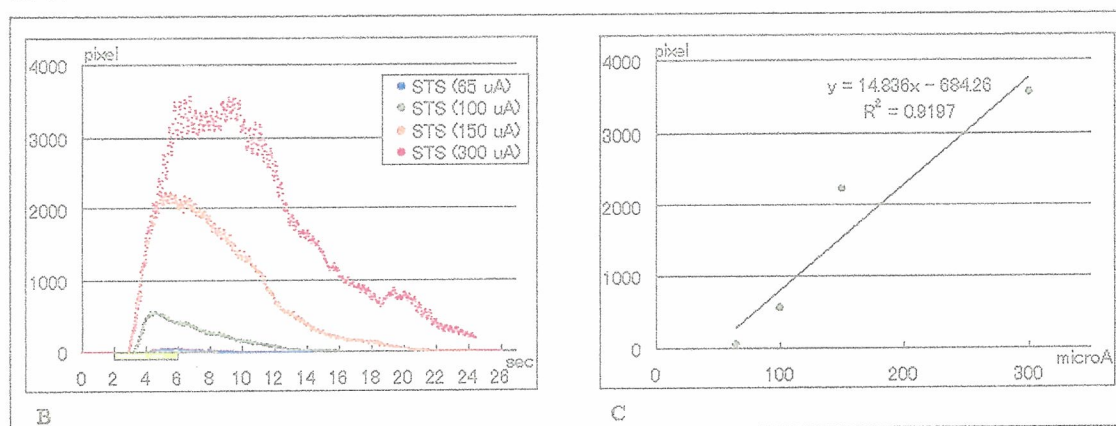 pixel
4000
3000
2000
1000
0
STS (65 uA)
STS (100 uA)
STS (150 uA)
STS (300 uA)
sec
0 2 4 6 8 10 12 14 16 18 20 22 24 26
B
pixel
4000
3000
2000
1000
0
y = 14.836x - 684.26
R² = 0.9197
microA
0 100 200 300
C